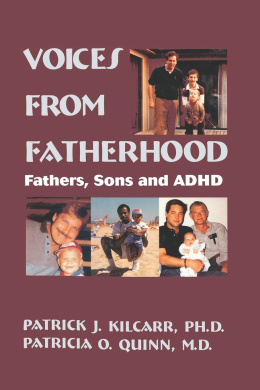 VOICES
FROM
FATHERHOOD
Fathers, Sons and ADHD
PATRICK J. KILCARR, PH.D.
PATRICIA O. QUINN, M.D.